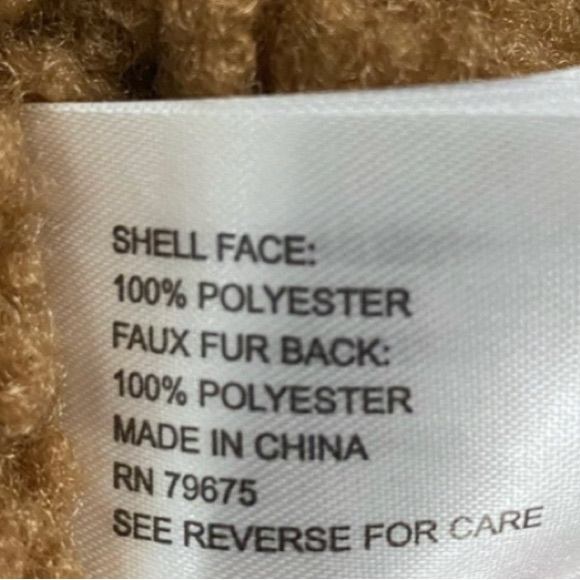 SHELL FACE:
100% POLYESTER
FAUX FUR BACK:
100% POLYESTER
MADE IN CHINA
RN 79675
SEE REVERSE FOR CARE